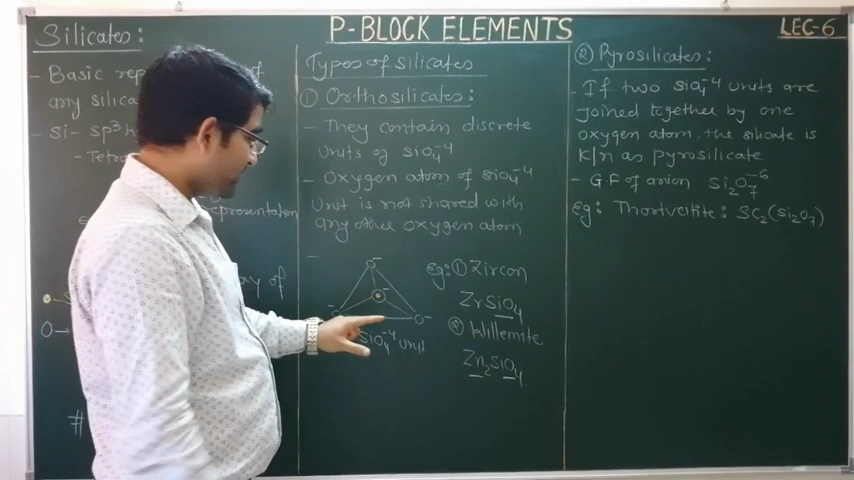 P-BLOCK ELEMENTS
LEC-6
Silicates:
- Basic rep of
any silica
- Si- sp³h
- Tetra
epresentation
ay of
O→
#
Types of silicates
① Orthosilicates:
- They contain discrete
units of SiO₄⁻⁴
- Oxygen atom of SiO₄⁻⁴
Unit is not shared with
any other oxygen atom
SiO₄⁻⁴ unit
eg: ① Zircon
ZrSiO₄
② Willemite
Zn₂SiO₄
② Pyrosilicates:
- If two SiO₄⁻⁴ units are
joined together by one
oxygen atom, the silicate is
K/n as pyrosilicate
- G.F of anion Si₂O₇⁻⁶
eg: Thortveitite: SC₂(Si₂O₇)